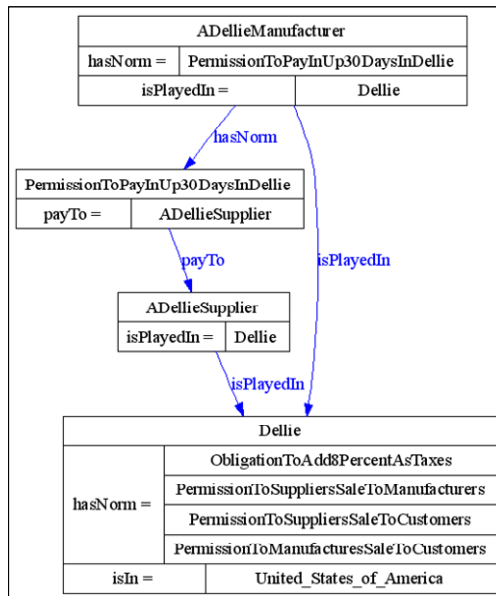 ADellieManufacturer
hasNorm = PermissionToPayInUp30DaysInDellie
isPlayedIn = Dellie
hasNorm
PermissionToPayInUp30DaysInDellie
payTo = ADellieSupplier
payTo
isPlayedIn
ADellieSupplier
isPlayedIn = Dellie
isPlayedIn
Dellie
hasNorm =
ObligationToAdd8PercentAsTaxes
PermissionToSuppliersSaleToManufacturers
PermissionToSuppliersSaleToCustomers
PermissionToManufacturesSaleToCustomers
isIn = United_States_of_America